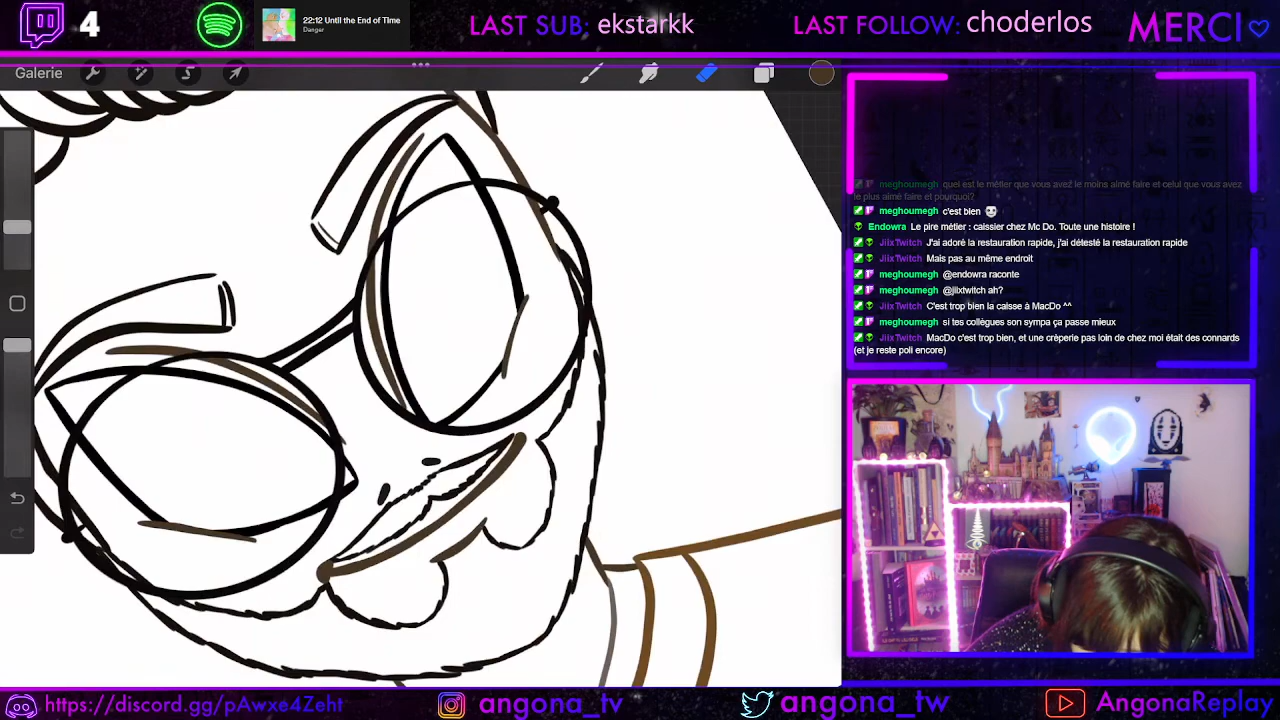 4
22:12 Until the End of Time
Danger
LAST SUB: ekstarkk
LAST FOLLOW: choderlos
MERCI
Galerie
meghoumegh quel est le métier que vous avez le moins aimé faire et celui que vous avez
le plus aimé faire et pourquoi?
meghoumegh c'est bien
Endowra Le pire métier : caissier chez Mc Do. Toute une histoire !
JiixTwitch J'ai adoré la restauration rapide, j'ai détesté la restauration rapide
JiixTwitch Mais pas au même endroit
meghoumegh @endowra raconte
meghoumegh @jiixtwitch ah?
JiixTwitch C'est trop bien la caisse à MacDo ^^
meghoumegh si tes collègues son sympa ça passe mieux
JiixTwitch MacDo c'est trop bien, et une crêperie pas loin de chez moi était des connards
(et je reste poli encore)
https://discord.gg/pAwxe4Zeht
angona_tv
angona_tw
AngonaReplay